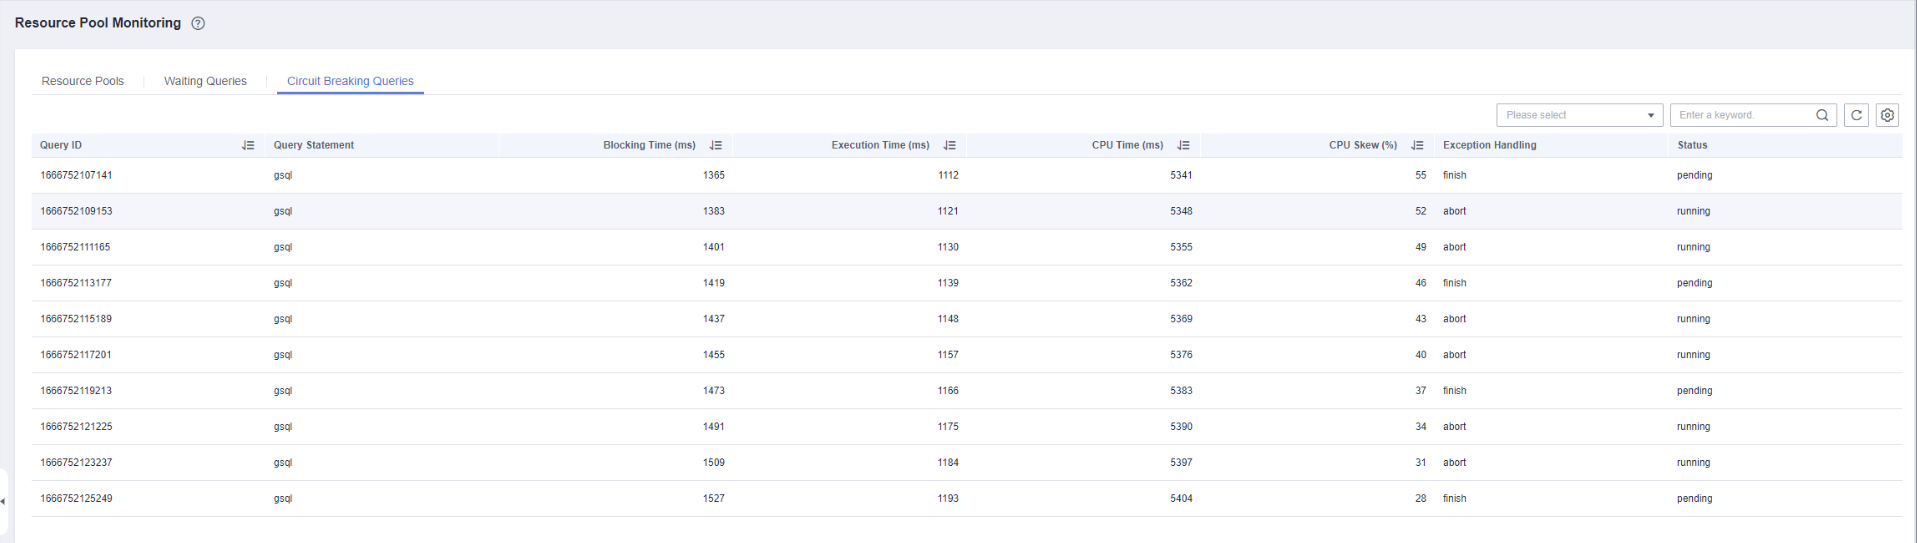 Resource Pool Monitoring ?
Resource Pools Waiting Queries Circuit Breaking Queries
Please select Enter a keyword.
Query ID Query Statement Blocking Time (ms) Execution Time (ms) CPU Time (ms) CPU Skew (%) Exception Handling Status
1666752107141 gsql 1365 1112 5341 55 finish pending
1666752109153 gsql 1383 1121 5348 52 abort running
1666752111165 gsql 1401 1130 5355 49 abort running
1666752113177 gsql 1419 1139 5362 46 finish pending
1666752115189 gsql 1437 1148 5369 43 abort running
1666752117201 gsql 1455 1157 5376 40 abort running
1666752119213 gsql 1473 1166 5383 37 finish pending
1666752121225 gsql 1491 1175 5390 34 abort running
1666752123237 gsql 1509 1184 5397 31 abort running
1666752125249 gsql 1527 1193 5404 28 finish pending